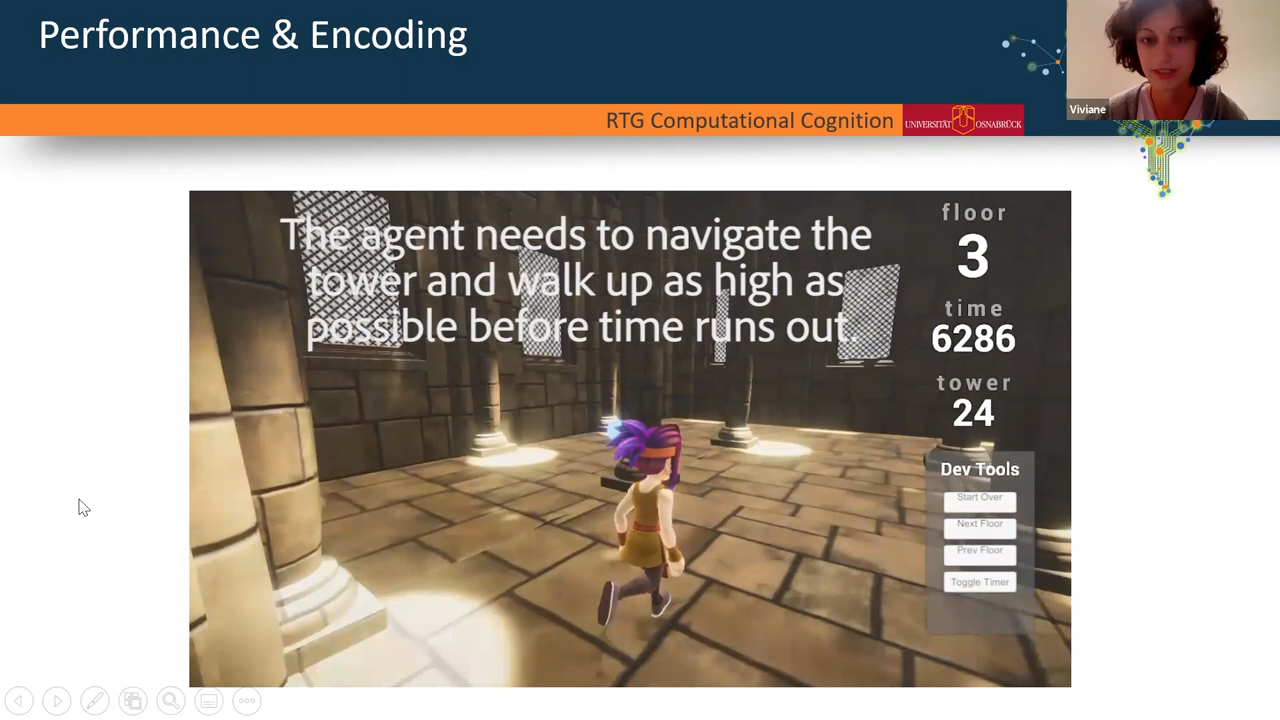 Performance & Encoding
Viviane
RTG Computational Cognition
UNIVERSITÄT OSNABRÜCK
The agent needs to navigate the
tower and walk up as high as
possible before time runs out.
floor
3
time
6286
tower
24
Dev Tools
Start Over
Next Floor
Prev Floor
Toggle Timer